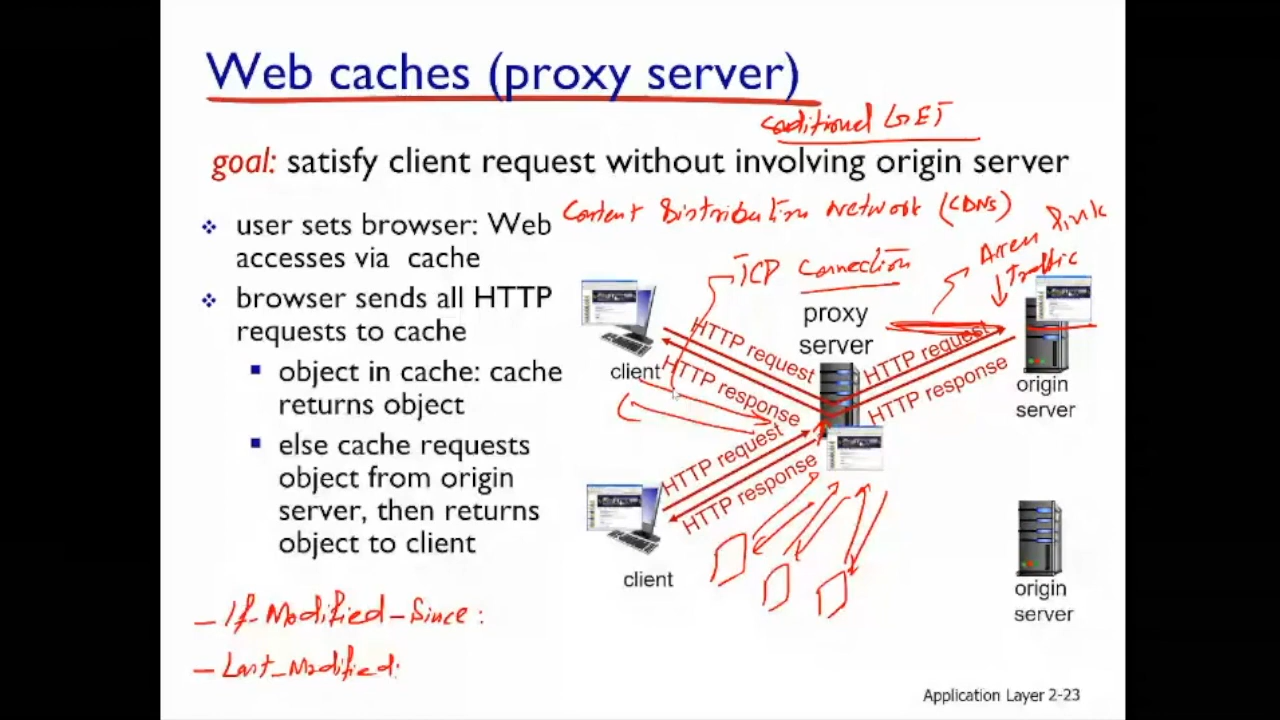 Web caches (proxy server)
Conditional GET
goal: satisfy client request without involving origin server
Content Distribution Network (CDNs)
❖ user sets browser: Web
accesses via cache
❖ browser sends all HTTP
requests to cache
▪ object in cache: cache
returns object
▪ else cache requests
object from origin
server, then returns
object to client
– If-Modified-Since:
– Last-Modified:
TCP Connection
Access Link
Traffic
proxy
server
client
HTTP request
HTTP response
HTTP request
HTTP response
origin
server
HTTP request
HTTP response
client
origin
server
Application Layer 2-23